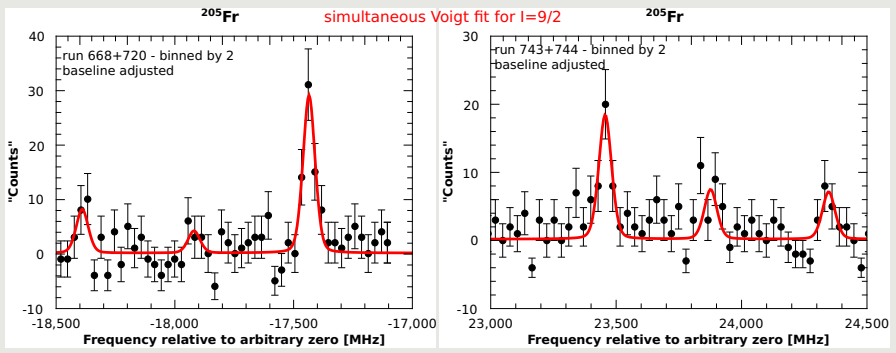 simultaneous Voigt fit for I=9/2
205Fr
run 668+720 - binned by 2
baseline adjusted
"Counts"
40
30
20
10
0
-10
-18,500
-18,000
-17,500
-17,000
Frequency relative to arbitrary zero [MHz]
205Fr
run 743+744 - binned by 2
baseline adjusted
"Counts"
30
20
10
0
-10
23,000
23,500
24,000
24,500
Frequency relative to arbitrary zero [MHz]